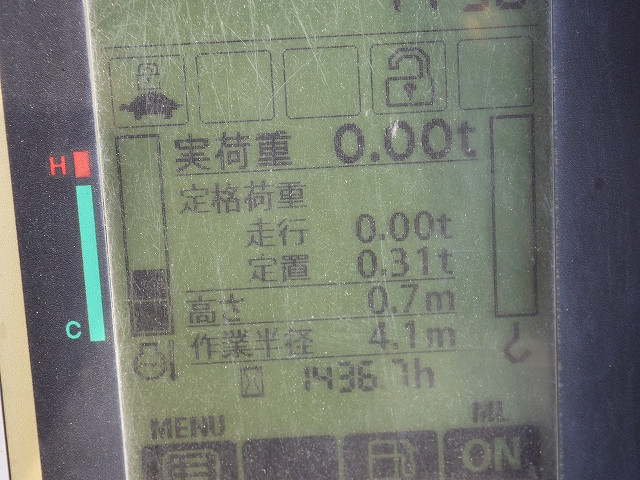 H
実荷重 0.00t
定格荷重
走行 0.00t
定置 0.31t
高さ 0.7m
C
作業半径 4.1m
1436.7h
MENU ML
ON